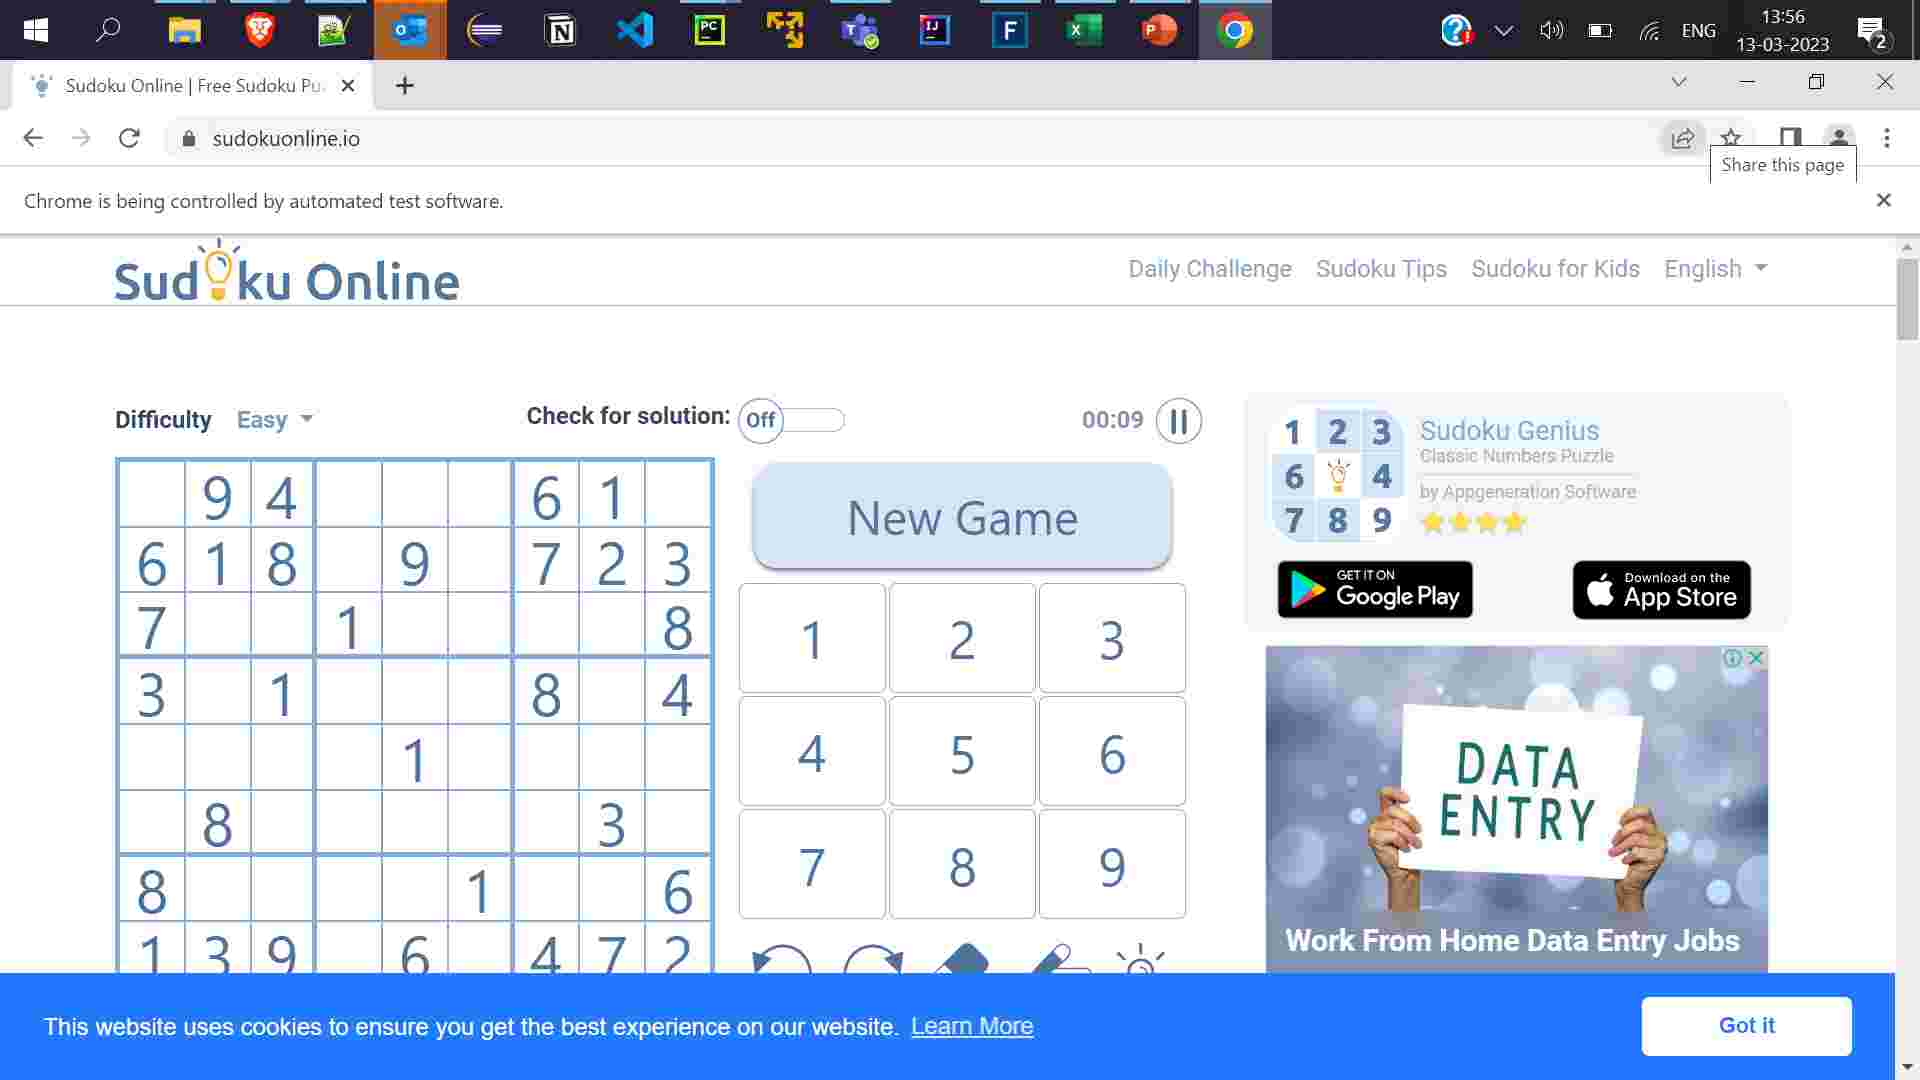 PC
IJ
F
ENG
13:56
13-03-2023
2
Sudoku Online | Free Sudoku Pu
sudokuonline.io
Share this page
Chrome is being controlled by automated test software.
Sudoku Online
Daily Challenge Sudoku Tips Sudoku for Kids English
Difficulty Easy
Check for solution: Off
00:09
9 4 6 1
6 1 8 9 7 2 3
7 1 8
3 1 8 4
1
8 3
8 1 6
1 3 9 6 4 7 2
New Game
1 2 3
4 5 6
7 8 9
1 2 3
6 4
7 8 9
Sudoku Genius
Classic Numbers Puzzle
by Appgeneration Software
GET IT ON
Google Play
Download on the
App Store
DATA
ENTRY
Work From Home Data Entry Jobs
This website uses cookies to ensure you get the best experience on our website. Learn More
Got it